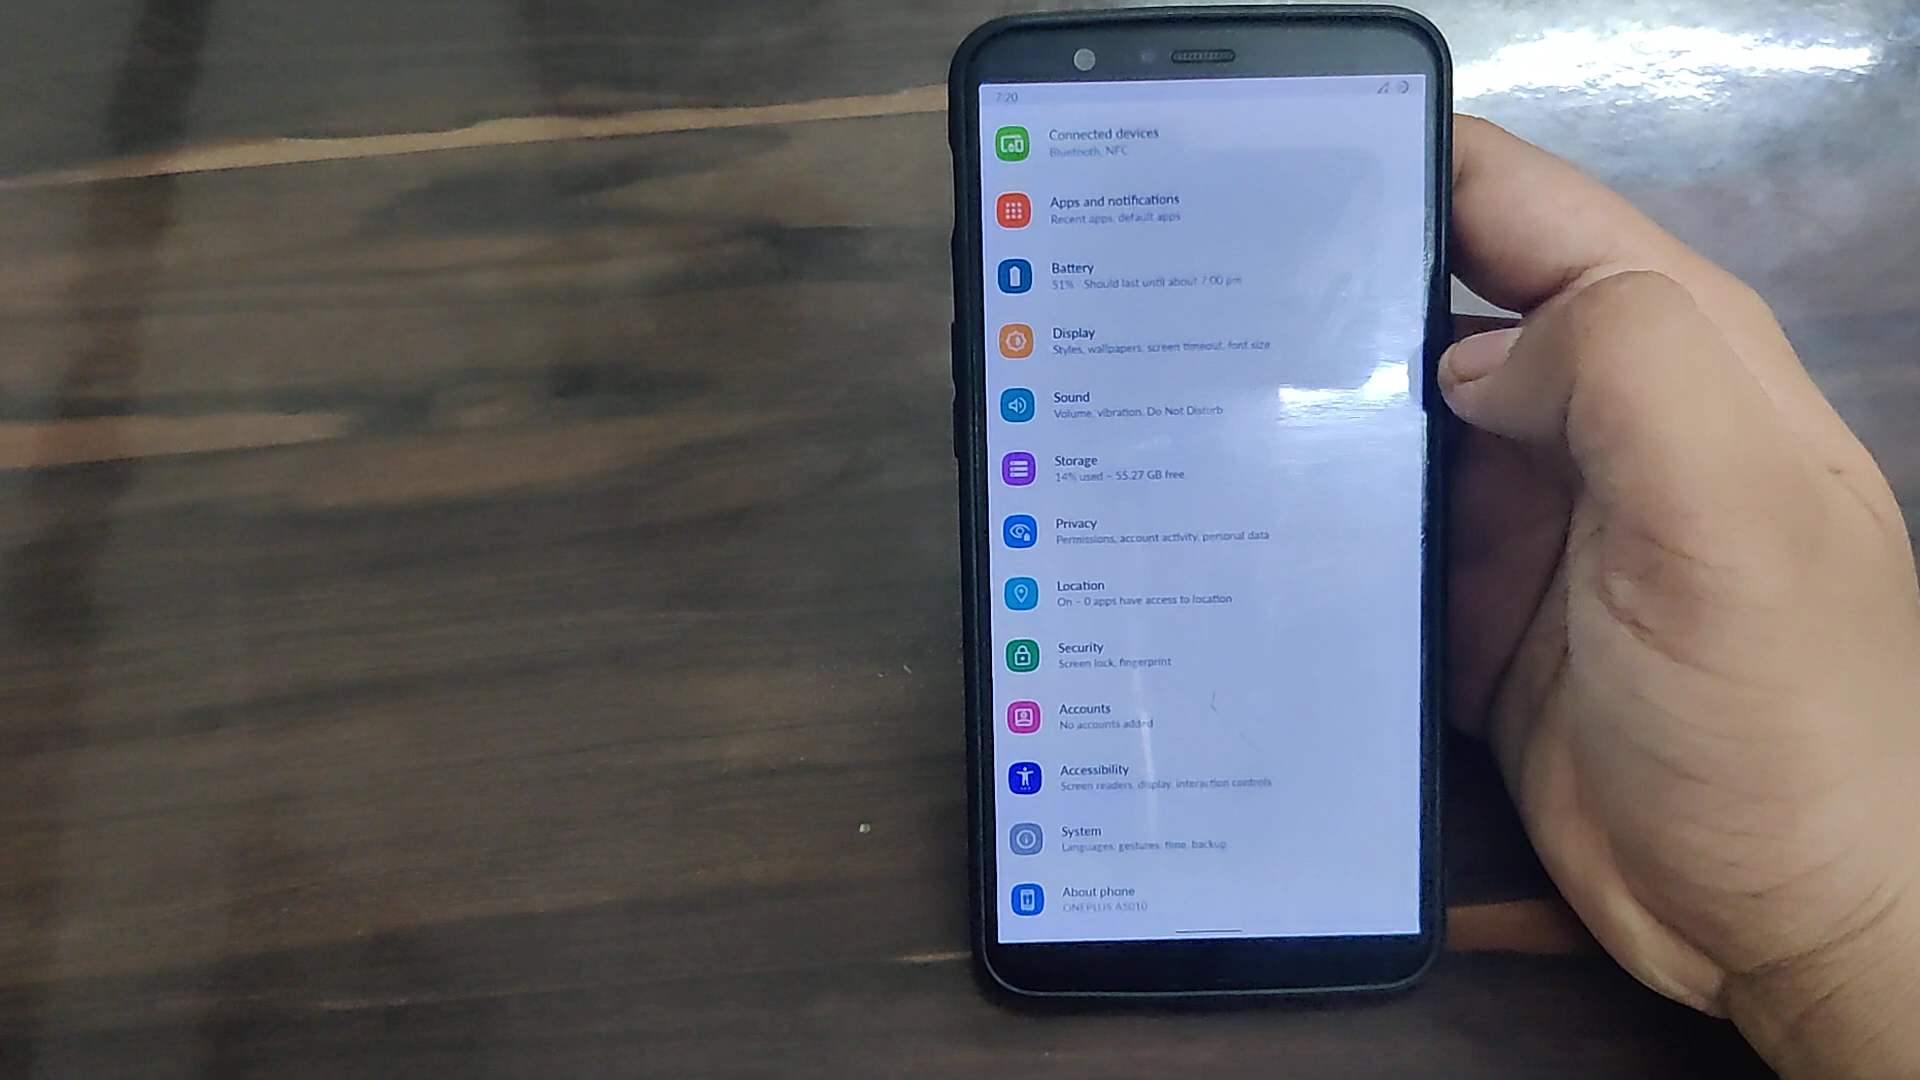 7:20
Connected devices
Bluetooth, NFC
Apps and notifications
Recent apps, default apps
Battery
51% - Should last until about 7:00 pm
Display
Styles, wallpapers, screen timeout, font size
Sound
Volume, vibration, Do Not Disturb
Storage
14% used – 55.27 GB free
Privacy
Permissions, account activity, personal data
Location
On – 0 apps have access to location
Security
Screen lock, fingerprint
Accounts
No accounts added
Accessibility
Screen readers, display, interaction controls
System
Languages, gestures, time, backup
About phone
ONEPLUS A5010